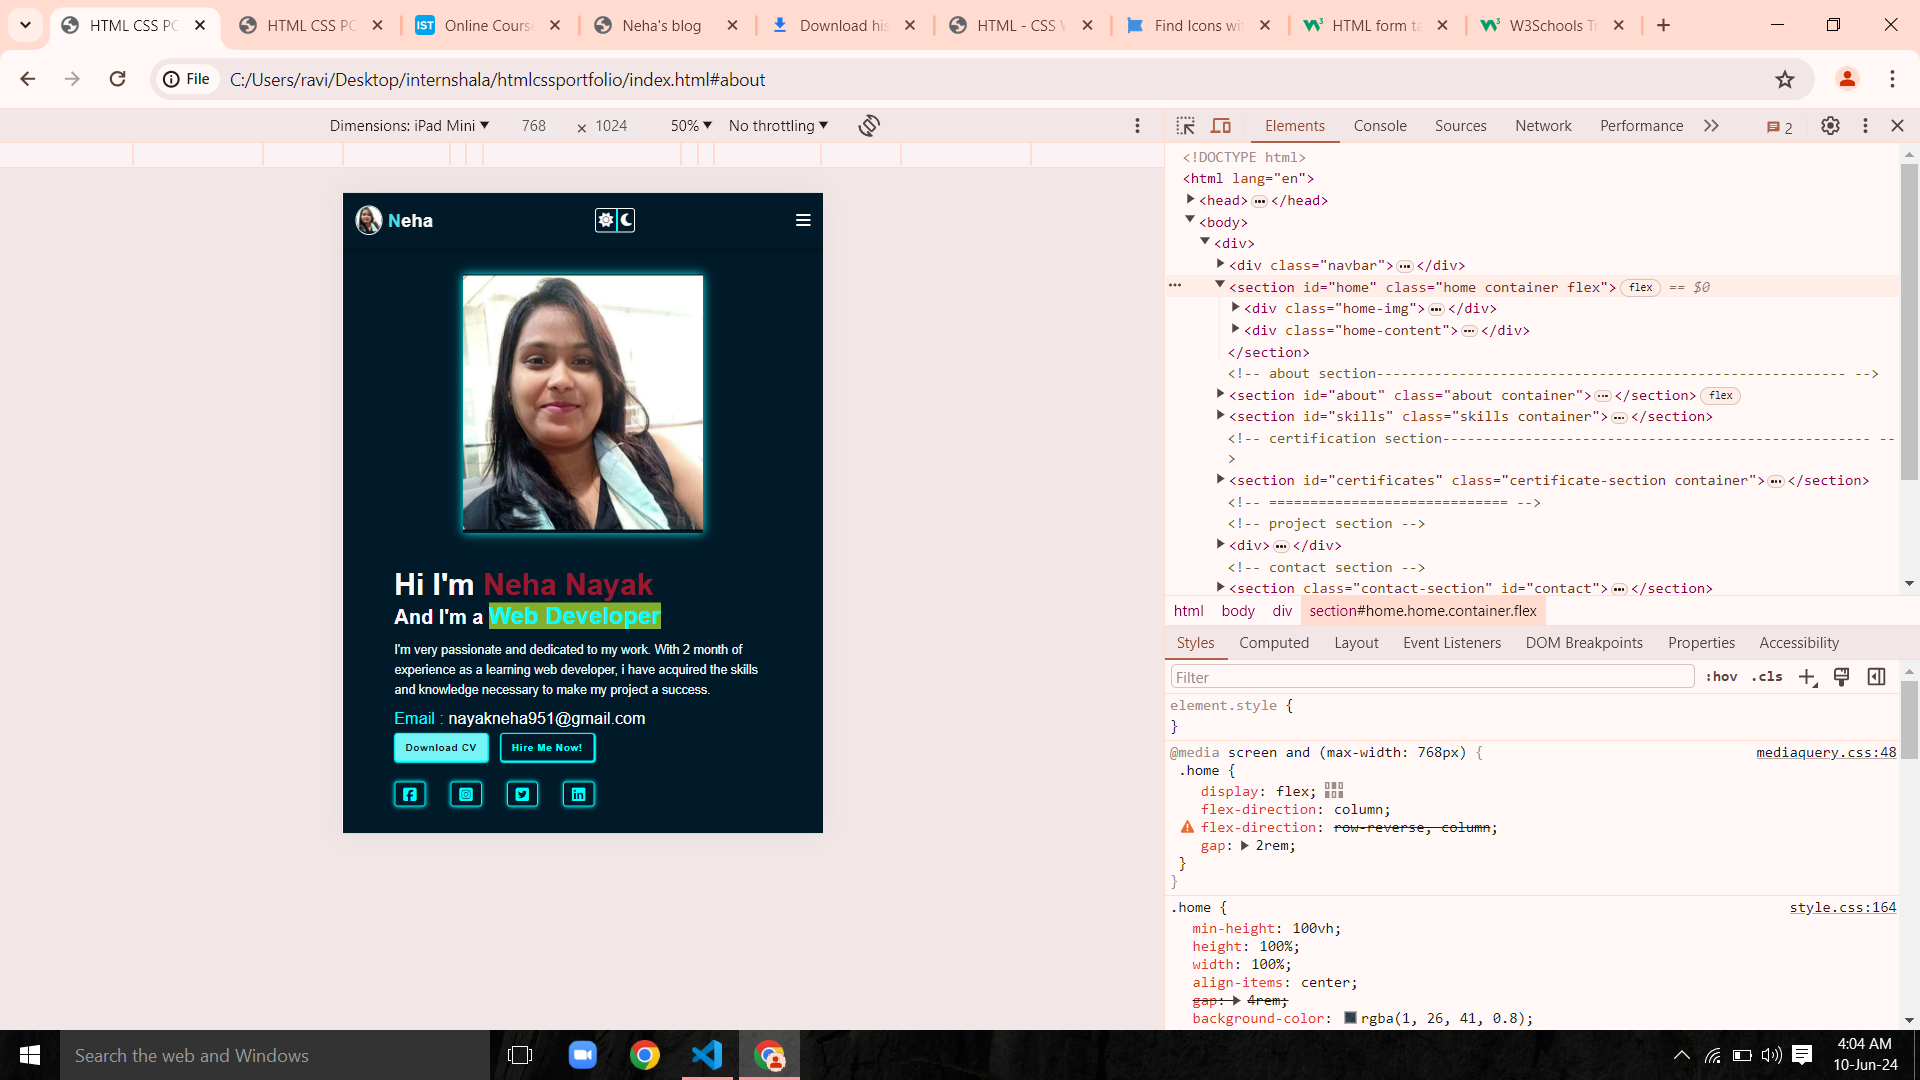 HTML CSS PO
HTML CSS PO
IST Online Course
Neha's blog
Download his
HTML - CSS V
Find Icons wit
HTML form ta
W3Schools Tr
File
C:/Users/ravi/Desktop/internshala/htmlcssportfolio/index.html#about
Dimensions: iPad Mini
768 × 1024
50%
No throttling
Neha
Hi I'm Neha Nayak
And I'm a Web Developer
I'm very passionate and dedicated to my work. With 2 month of
experience as a learning web developer, i have acquired the skills
and knowledge necessary to make my project a success.
Email : nayakneha951@gmail.com
Download CV Hire Me Now!
Elements Console Sources Network Performance 2
<!DOCTYPE html>
<html lang="en">
<head>…</head>
<body>
<div>
<div class="navbar">…</div>
<section id="home" class="home container flex"> flex == $0
<div class="home-img">…</div>
<div class="home-content">…</div>
</section>
<!-- about section--------------------------------------------------------- -->
<section id="about" class="about container">…</section> flex
<section id="skills" class="skills container">…</section>
<!-- certification section---------------------------------------------------- --
>
<section id="certificates" class="certificate-section container">…</section>
<!-- ============================= -->
<!-- project section -->
<div>…</div>
<!-- contact section -->
<section class="contact-section" id="contact">…</section>
html body div section#home.home.container.flex
Styles Computed Layout Event Listeners DOM Breakpoints Properties Accessibility
Filter :hov .cls
element.style {
}
@media screen and (max-width: 768px) { mediaquery.css:48
.home {
display: flex;
flex-direction: column;
flex-direction: row-reverse, column;
gap: 2rem;
}
}
.home { style.css:164
min-height: 100vh;
height: 100%;
width: 100%;
align-items: center;
gap: 4rem;
background-color: rgba(1, 26, 41, 0.8);
Search the web and Windows
4:04 AM
10-Jun-24